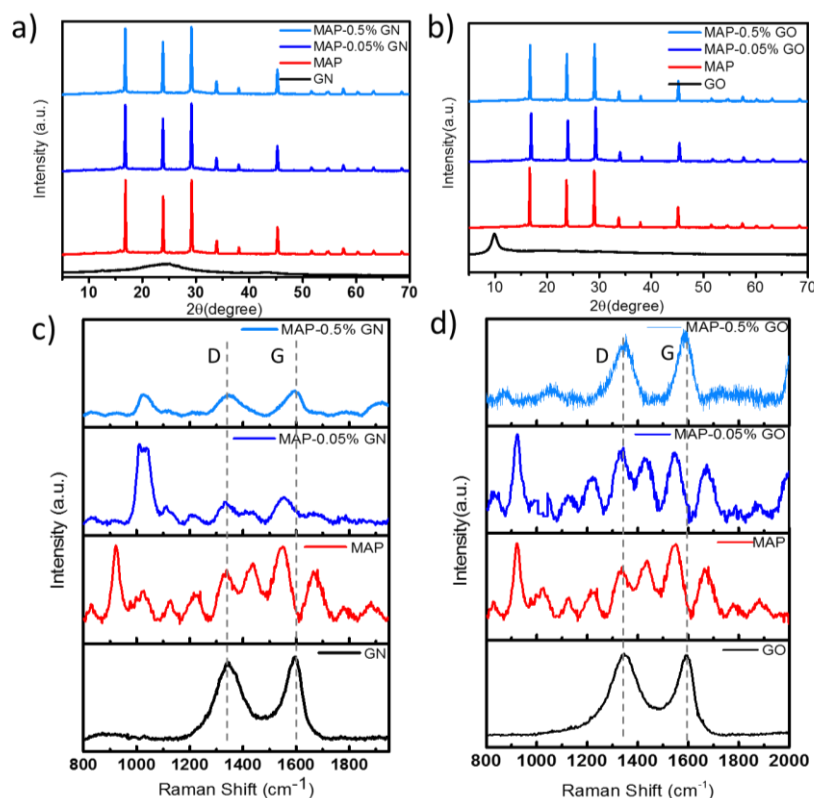 a)
MAP-0.5% GN
MAP-0.05% GN
MAP
GN
Intensity (a.u.)
10 20 30 40 50 60 70
2θ(degree)
b)
MAP-0.5% GO
MAP-0.05% GO
MAP
GO
Intensity(a.u.)
10 20 30 40 50 60 70
2θ(degree)
c)
MAP-0.5% GN
D G
MAP-0.05% GN
MAP
GN
Intensity (a.u.)
800 1000 1200 1400 1600 1800
Raman Shift (cm-1)
d)
MAP-0.5% GO
D G
MAP-0.05% GO
MAP
GO
Intensity(a.u.)
800 1000 1200 1400 1600 1800 2000
Raman Shift (cm-1)